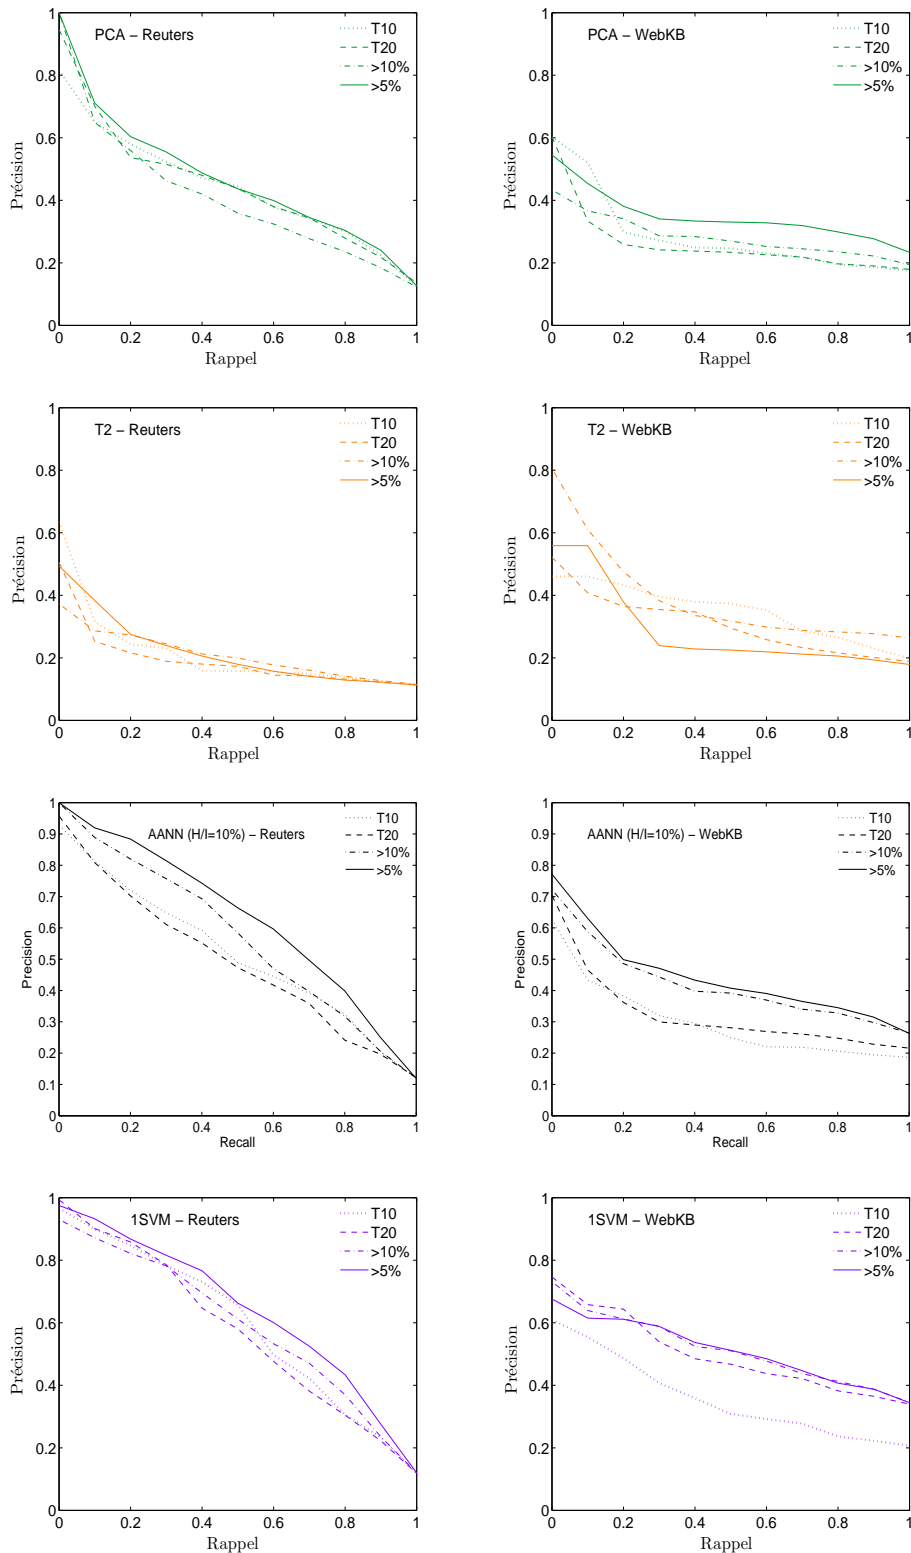 PCA – Reuters
T10
T20
>10%
>5%
Précision
1
0.8
0.6
0.4
0.2
0
0 0.2 0.4 0.6 0.8 1
Rappel
PCA – WebKB
T10
T20
>10%
>5%
Précision
1
0.8
0.6
0.4
0.2
0
0 0.2 0.4 0.6 0.8 1
Rappel
T2 – Reuters
T10
T20
>10%
>5%
Précision
1
0.8
0.6
0.4
0.2
0
0 0.2 0.4 0.6 0.8 1
Rappel
T2 – WebKB
T10
T20
>10%
>5%
Précision
1
0.8
0.6
0.4
0.2
0
0 0.2 0.4 0.6 0.8 1
Rappel
AANN (H/I=10%) – Reuters
T10
T20
>10%
>5%
Precision
1
0.9
0.8
0.7
0.6
0.5
0.4
0.3
0.2
0.1
0
0 0.2 0.4 0.6 0.8 1
Recall
AANN (H/I=10%) – WebKB
T10
T20
>10%
>5%
Precision
1
0.9
0.8
0.7
0.6
0.5
0.4
0.3
0.2
0.1
0
0 0.2 0.4 0.6 0.8 1
Recall
1SVM – Reuters
T10
T20
>10%
>5%
Précision
1
0.8
0.6
0.4
0.2
0
0 0.2 0.4 0.6 0.8 1
Rappel
1SVM – WebKB
T10
T20
>10%
>5%
Précision
1
0.8
0.6
0.4
0.2
0
0 0.2 0.4 0.6 0.8 1
Rappel